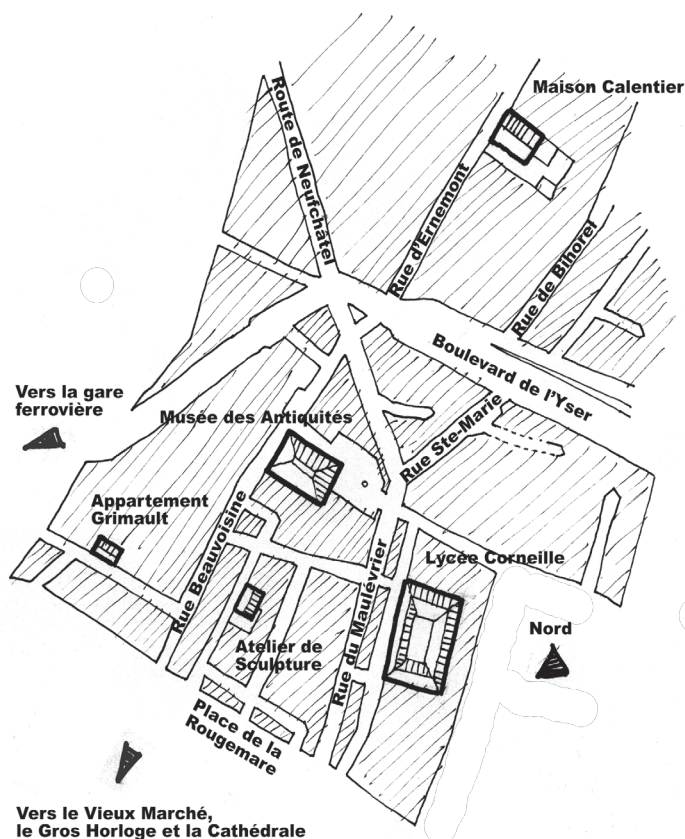 Maison Calentier
Route de Neufchâtel
Rue d'Ernemont
Rue de Bihorel
Boulevard de l'Yser
Vers la gare
ferrovière
Musée des Antiquités
Rue Ste-Marie
Appartement
Grimault
Rue Beauvoisine
Lycée Corneille
Rue du Maulévrier
Atelier de
Sculpture
Nord
Place de la
Rougemare
Vers le Vieux Marché,
le Gros Horloge et la Cathédrale